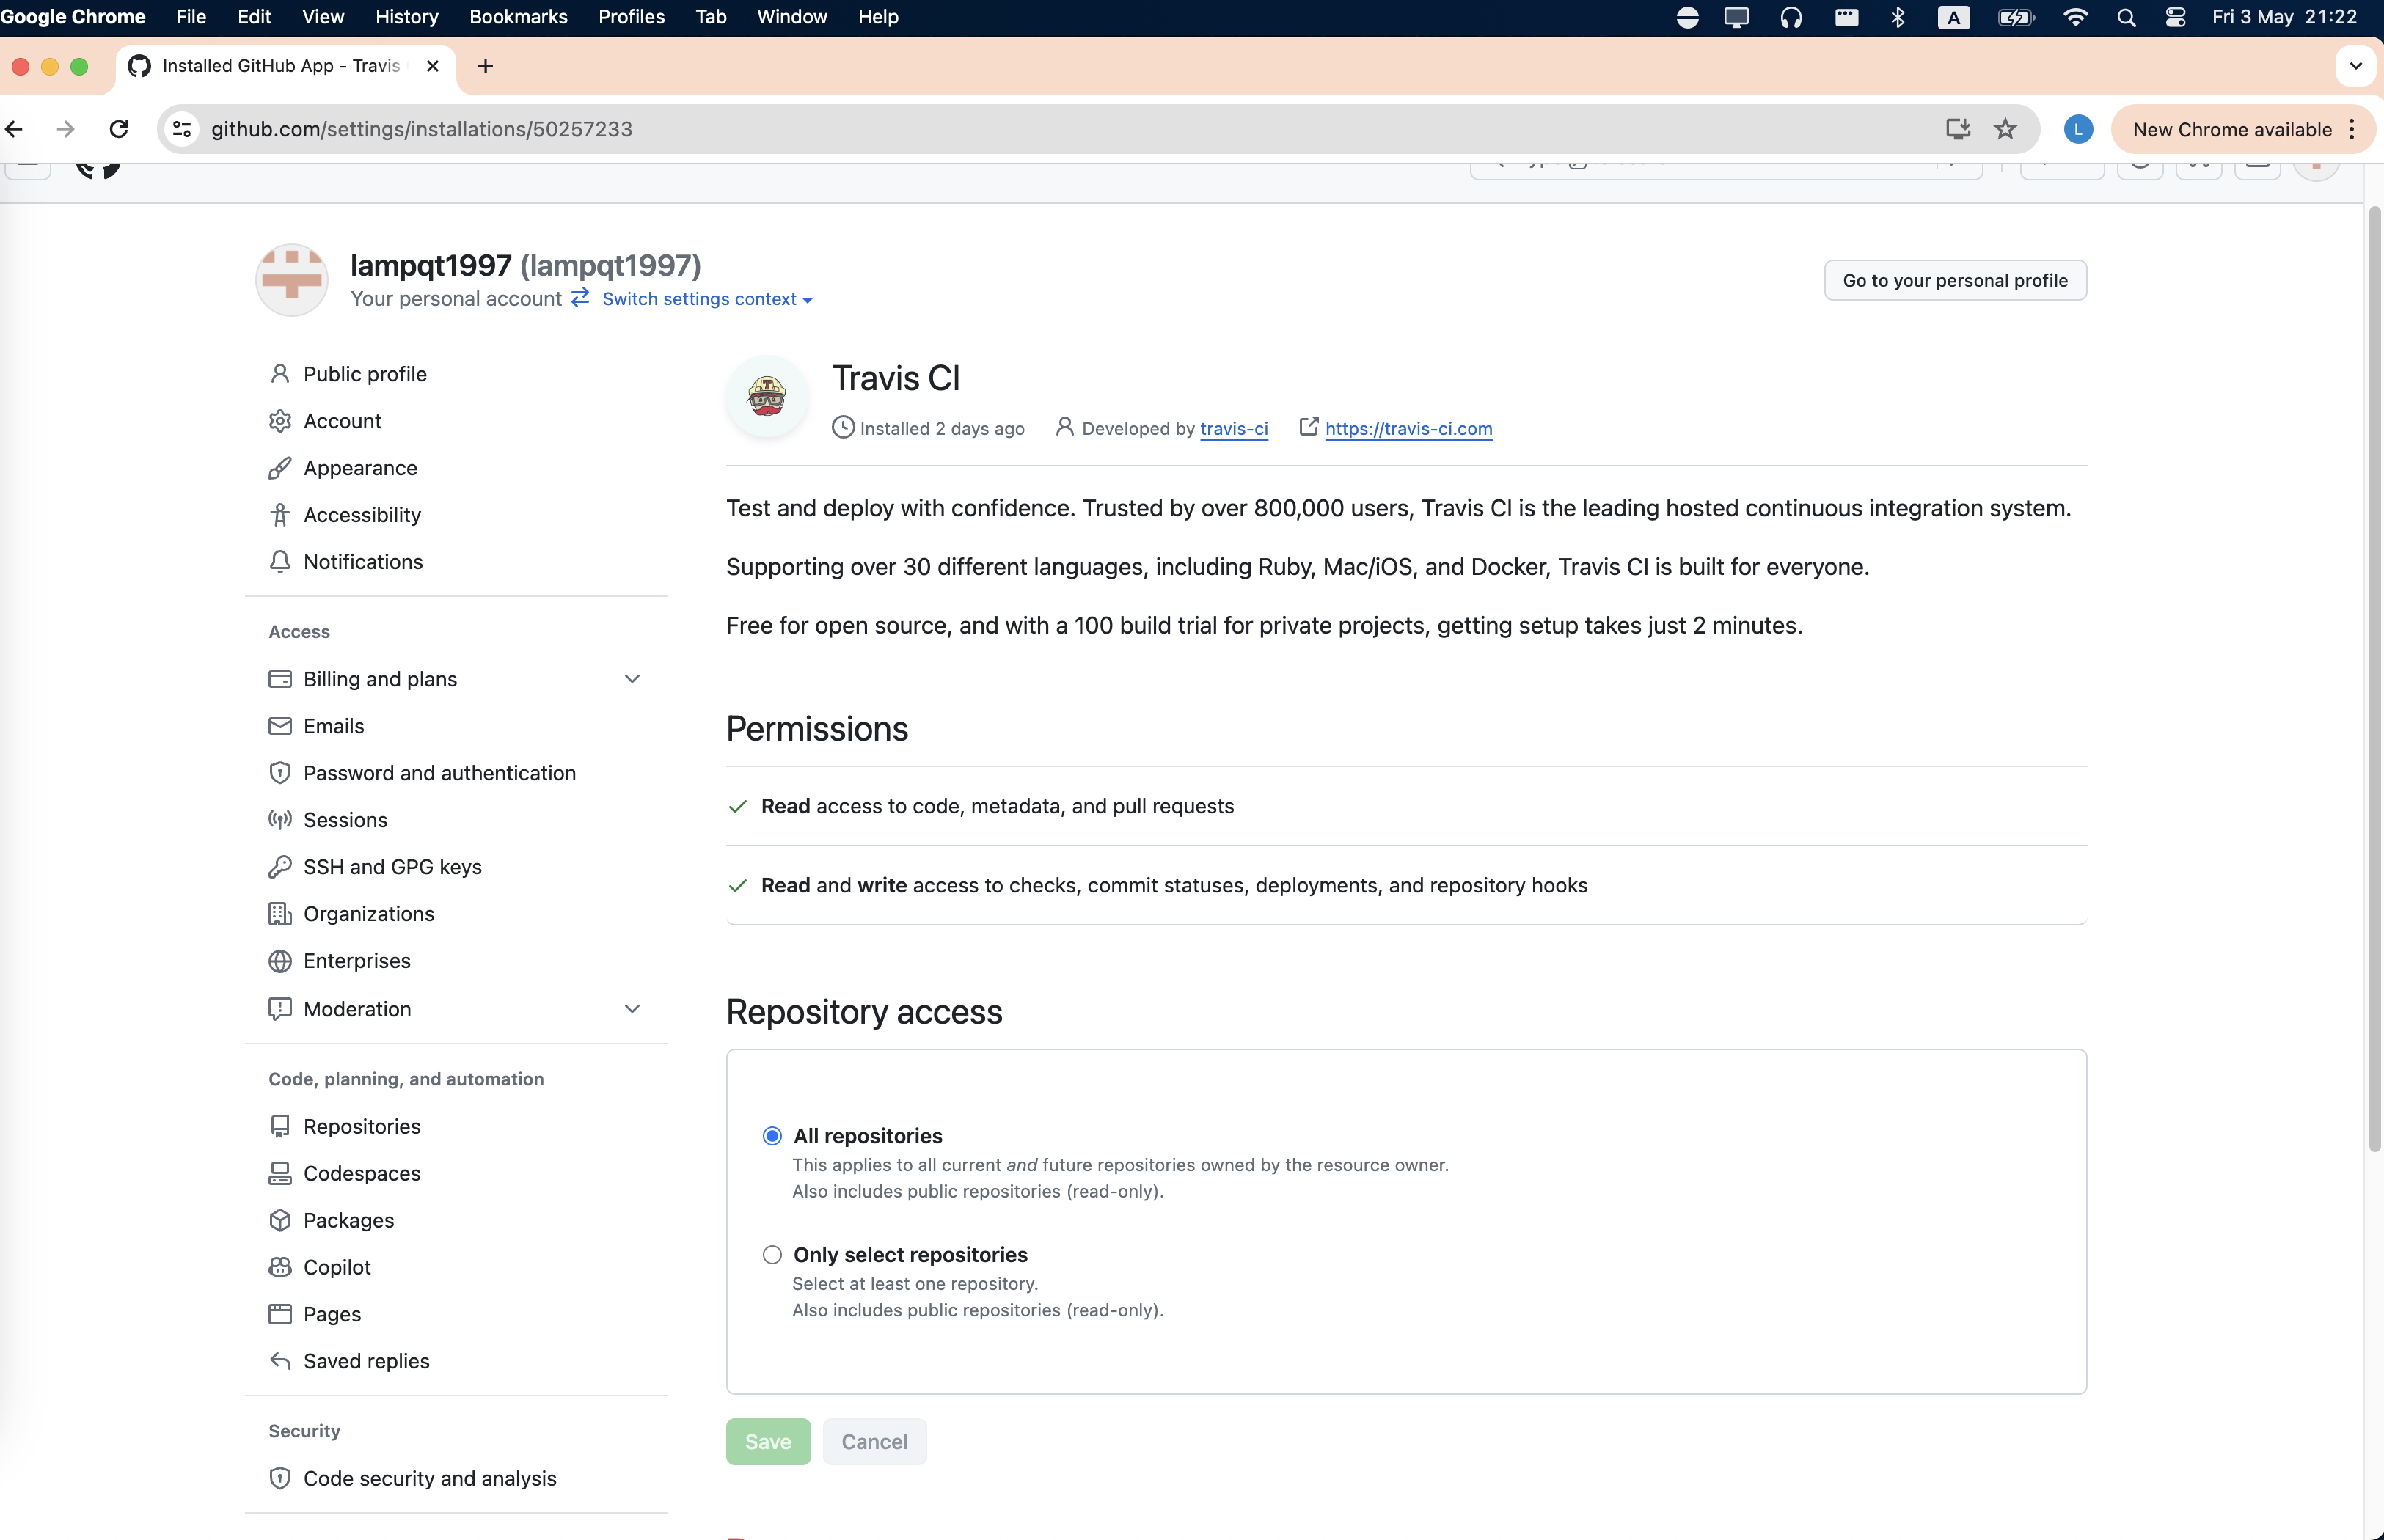 Google Chrome File Edit View History Bookmarks Profiles Tab Window Help A Fri 3 May 21:22
Installed GitHub App - Travis
github.com/settings/installations/50257233 L New Chrome available
lampqt1997 (lampqt1997)
Your personal account Switch settings context
Go to your personal profile
Public profile
Account
Appearance
Accessibility
Notifications
Access
Billing and plans
Emails
Password and authentication
Sessions
SSH and GPG keys
Organizations
Enterprises
Moderation
Code, planning, and automation
Repositories
Codespaces
Packages
Copilot
Pages
Saved replies
Security
Code security and analysis
Travis CI
Installed 2 days ago Developed by travis-ci https://travis-ci.com
Test and deploy with confidence. Trusted by over 800,000 users, Travis CI is the leading hosted continuous integration system.
Supporting over 30 different languages, including Ruby, Mac/iOS, and Docker, Travis CI is built for everyone.
Free for open source, and with a 100 build trial for private projects, getting setup takes just 2 minutes.
Permissions
Read access to code, metadata, and pull requests
Read and write access to checks, commit statuses, deployments, and repository hooks
Repository access
All repositories
This applies to all current and future repositories owned by the resource owner.
Also includes public repositories (read-only).
Only select repositories
Select at least one repository.
Also includes public repositories (read-only).
Save Cancel